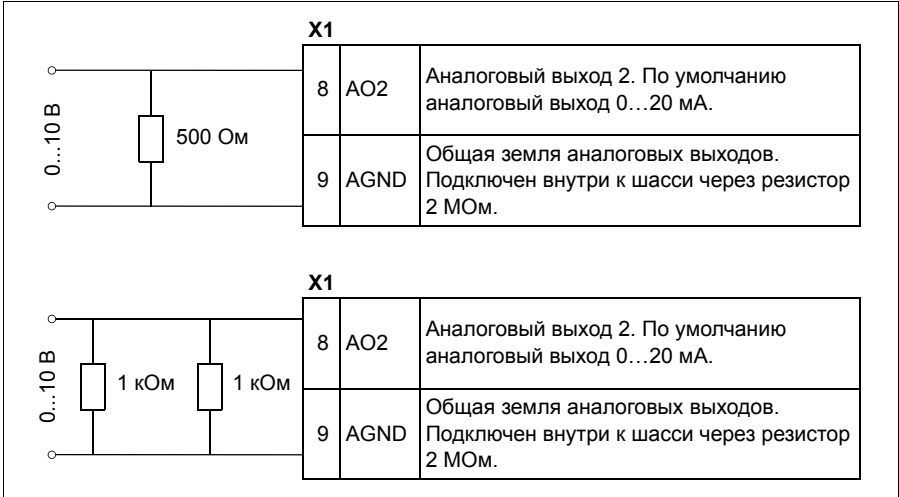 X1
0...10 В
500 Ом
8 AO2 Аналоговый выход 2. По умолчанию
аналоговый выход 0…20 мА.
9 AGND Общая земля аналоговых выходов.
Подключен внутри к шасси через резистор
2 МОм.
X1
0...10 В
1 кОм
1 кОм
8 AO2 Аналоговый выход 2. По умолчанию
аналоговый выход 0…20 мА.
9 AGND Общая земля аналоговых выходов.
Подключен внутри к шасси через резистор
2 МОм.